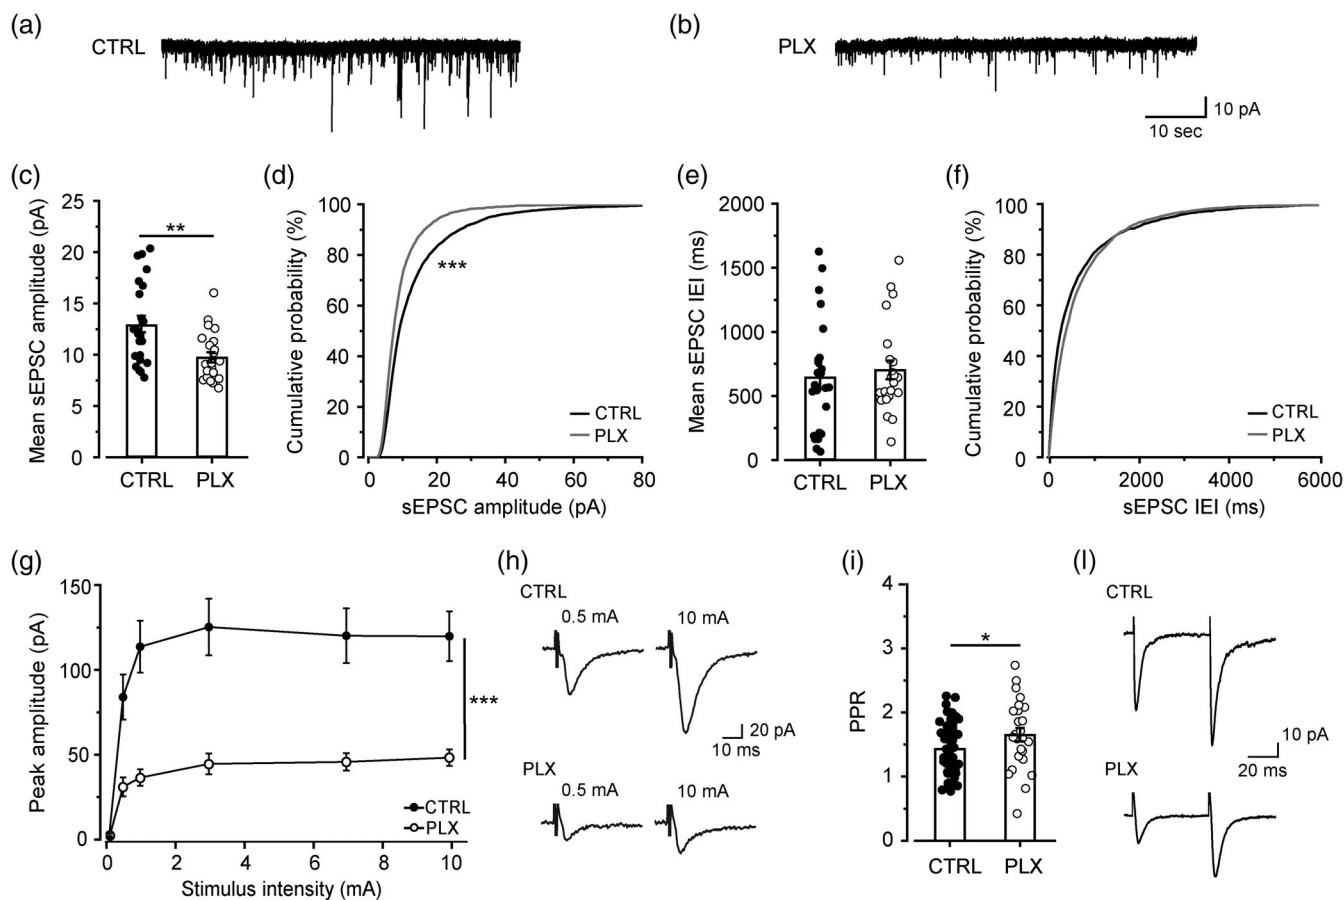 (a)
CTRL
(b)
PLX
10 pA
10 sec
(c)
Mean sEPSC amplitude (pA)
25
20
15
10
5
0
**
CTRL PLX
(d)
Cumulative probability (%)
100
80
60
40
20
0
***
CTRL
PLX
0 20 40 60 80
sEPSC amplitude (pA)
(e)
Mean sEPSC IEI (ms)
2000
1500
1000
500
0
CTRL PLX
(f)
Cumulative probability (%)
100
80
60
40
20
0
CTRL
PLX
0 2000 4000 6000
sEPSC IEI (ms)
(g)
Peak amplitude (pA)
150
100
50
0
***
CTRL
PLX
0 2 4 6 8 10
Stimulus intensity (mA)
(h)
CTRL
0.5 mA 10 mA
20 pA
10 ms
PLX
0.5 mA 10 mA
(i)
PPR
4
3
2
1
0
*
CTRL PLX
(l)
CTRL
10 pA
20 ms
PLX